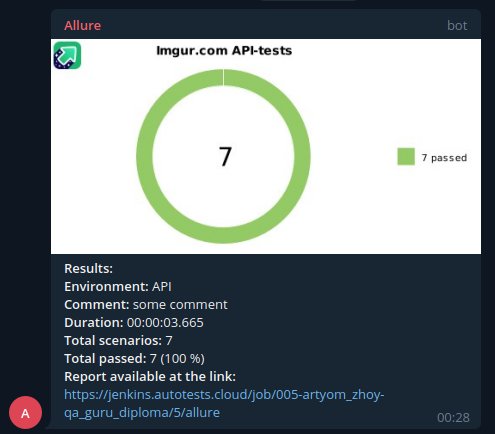 Allure bot
Imgur.com API-tests
7
7 passed
Results:
Environment: API
Comment: some comment
Duration: 00:00:03.665
Total scenarios: 7
Total passed: 7 (100 %)
Report available at the link:
https://jenkins.autotests.cloud/job/005-artyom_zhoy-
qa_guru_diploma/5/allure
A
00:28